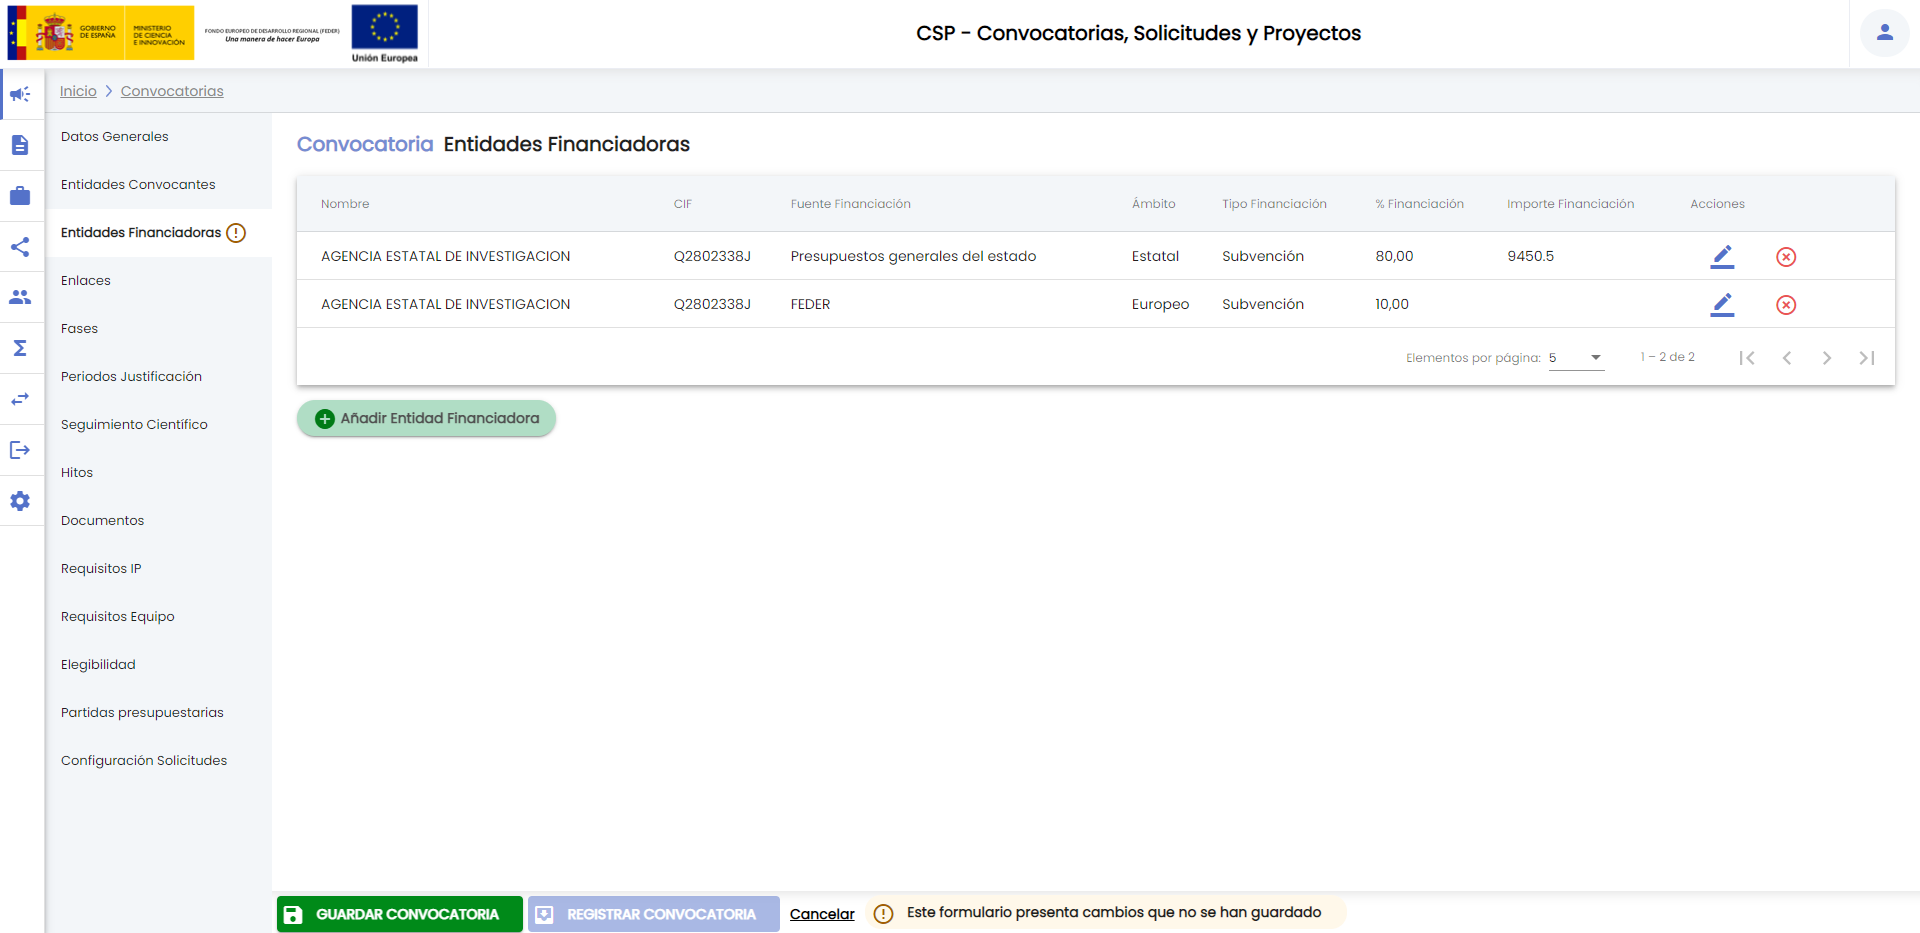 GOBIERNO
DE ESPAÑA
MINISTERIO
DE CIENCIA
E INNOVACIÓN
FONDO EUROPEO DE DESARROLLO REGIONAL (FEDER)
Una manera de hacer Europa
Unión Europea
CSP - Convocatorias, Solicitudes y Proyectos
Inicio > Convocatorias
Datos Generales
Entidades Convocantes
Entidades Financiadoras
Enlaces
Fases
Periodos Justificación
Seguimiento Científico
Hitos
Documentos
Requisitos IP
Requisitos Equipo
Elegibilidad
Partidas presupuestarias
Configuración Solicitudes
Convocatoria Entidades Financiadoras
Nombre CIF Fuente Financiación Ámbito Tipo Financiación % Financiación Importe Financiación Acciones
AGENCIA ESTATAL DE INVESTIGACION Q2802338J Presupuestos generales del estado Estatal Subvención 80,00 9450.5
AGENCIA ESTATAL DE INVESTIGACION Q2802338J FEDER Europeo Subvención 10,00
Elementos por página: 5 1 – 2 de 2
Añadir Entidad Financiadora
GUARDAR CONVOCATORIA
REGISTRAR CONVOCATORIA
Cancelar
Este formulario presenta cambios que no se han guardado